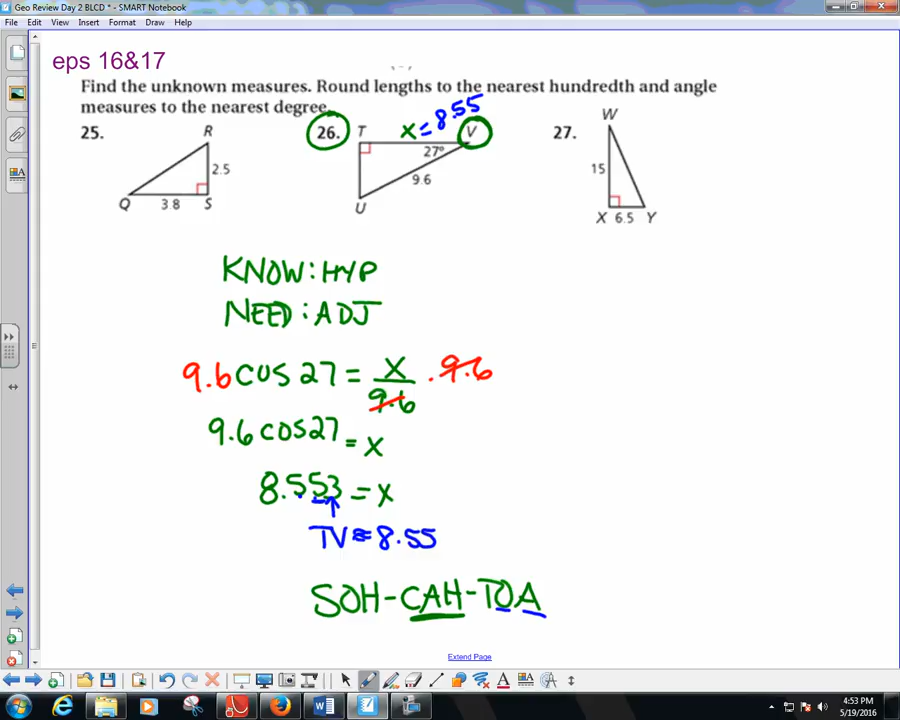 Geo Review Day 2 BLCD * - SMART Notebook
File Edit View Insert Format Draw Help
eps 16&17
Find the unknown measures. Round lengths to the nearest hundredth and angle
measures to the nearest degree.
25. R 2.5 Q 3 8 S
26. T x = 8.55 V 27° 9.6 U
27. W 15 X 6.5 Y
KNOW: HYP
NEED: ADJ
9.6 COS 27 = x/9.6 · 9.6
9.6 COS27 = x
8.553 = x
TV ≈ 8.55
SOH-CAH-TOA
Extend Page
4:53 PM
5/19/2016